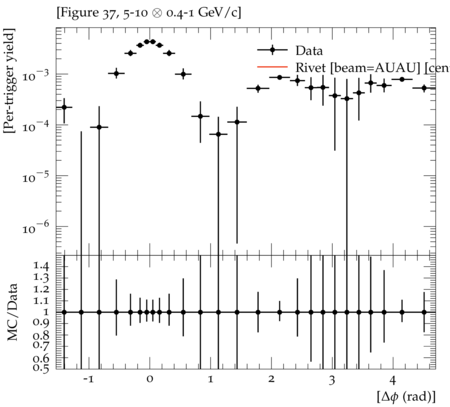 [Figure 37, 5-10 ⊗ 0.4-1 GeV/c]
[Per-trigger yield]
10⁻³
10⁻⁴
10⁻⁵
10⁻⁶
Data
Rivet [beam=AUAU] [cen
MC/Data
1.4
1.3
1.2
1.1
1
0.9
0.8
0.7
0.6
0.5
-1 0 1 2 3 4
[Δϕ (rad)]